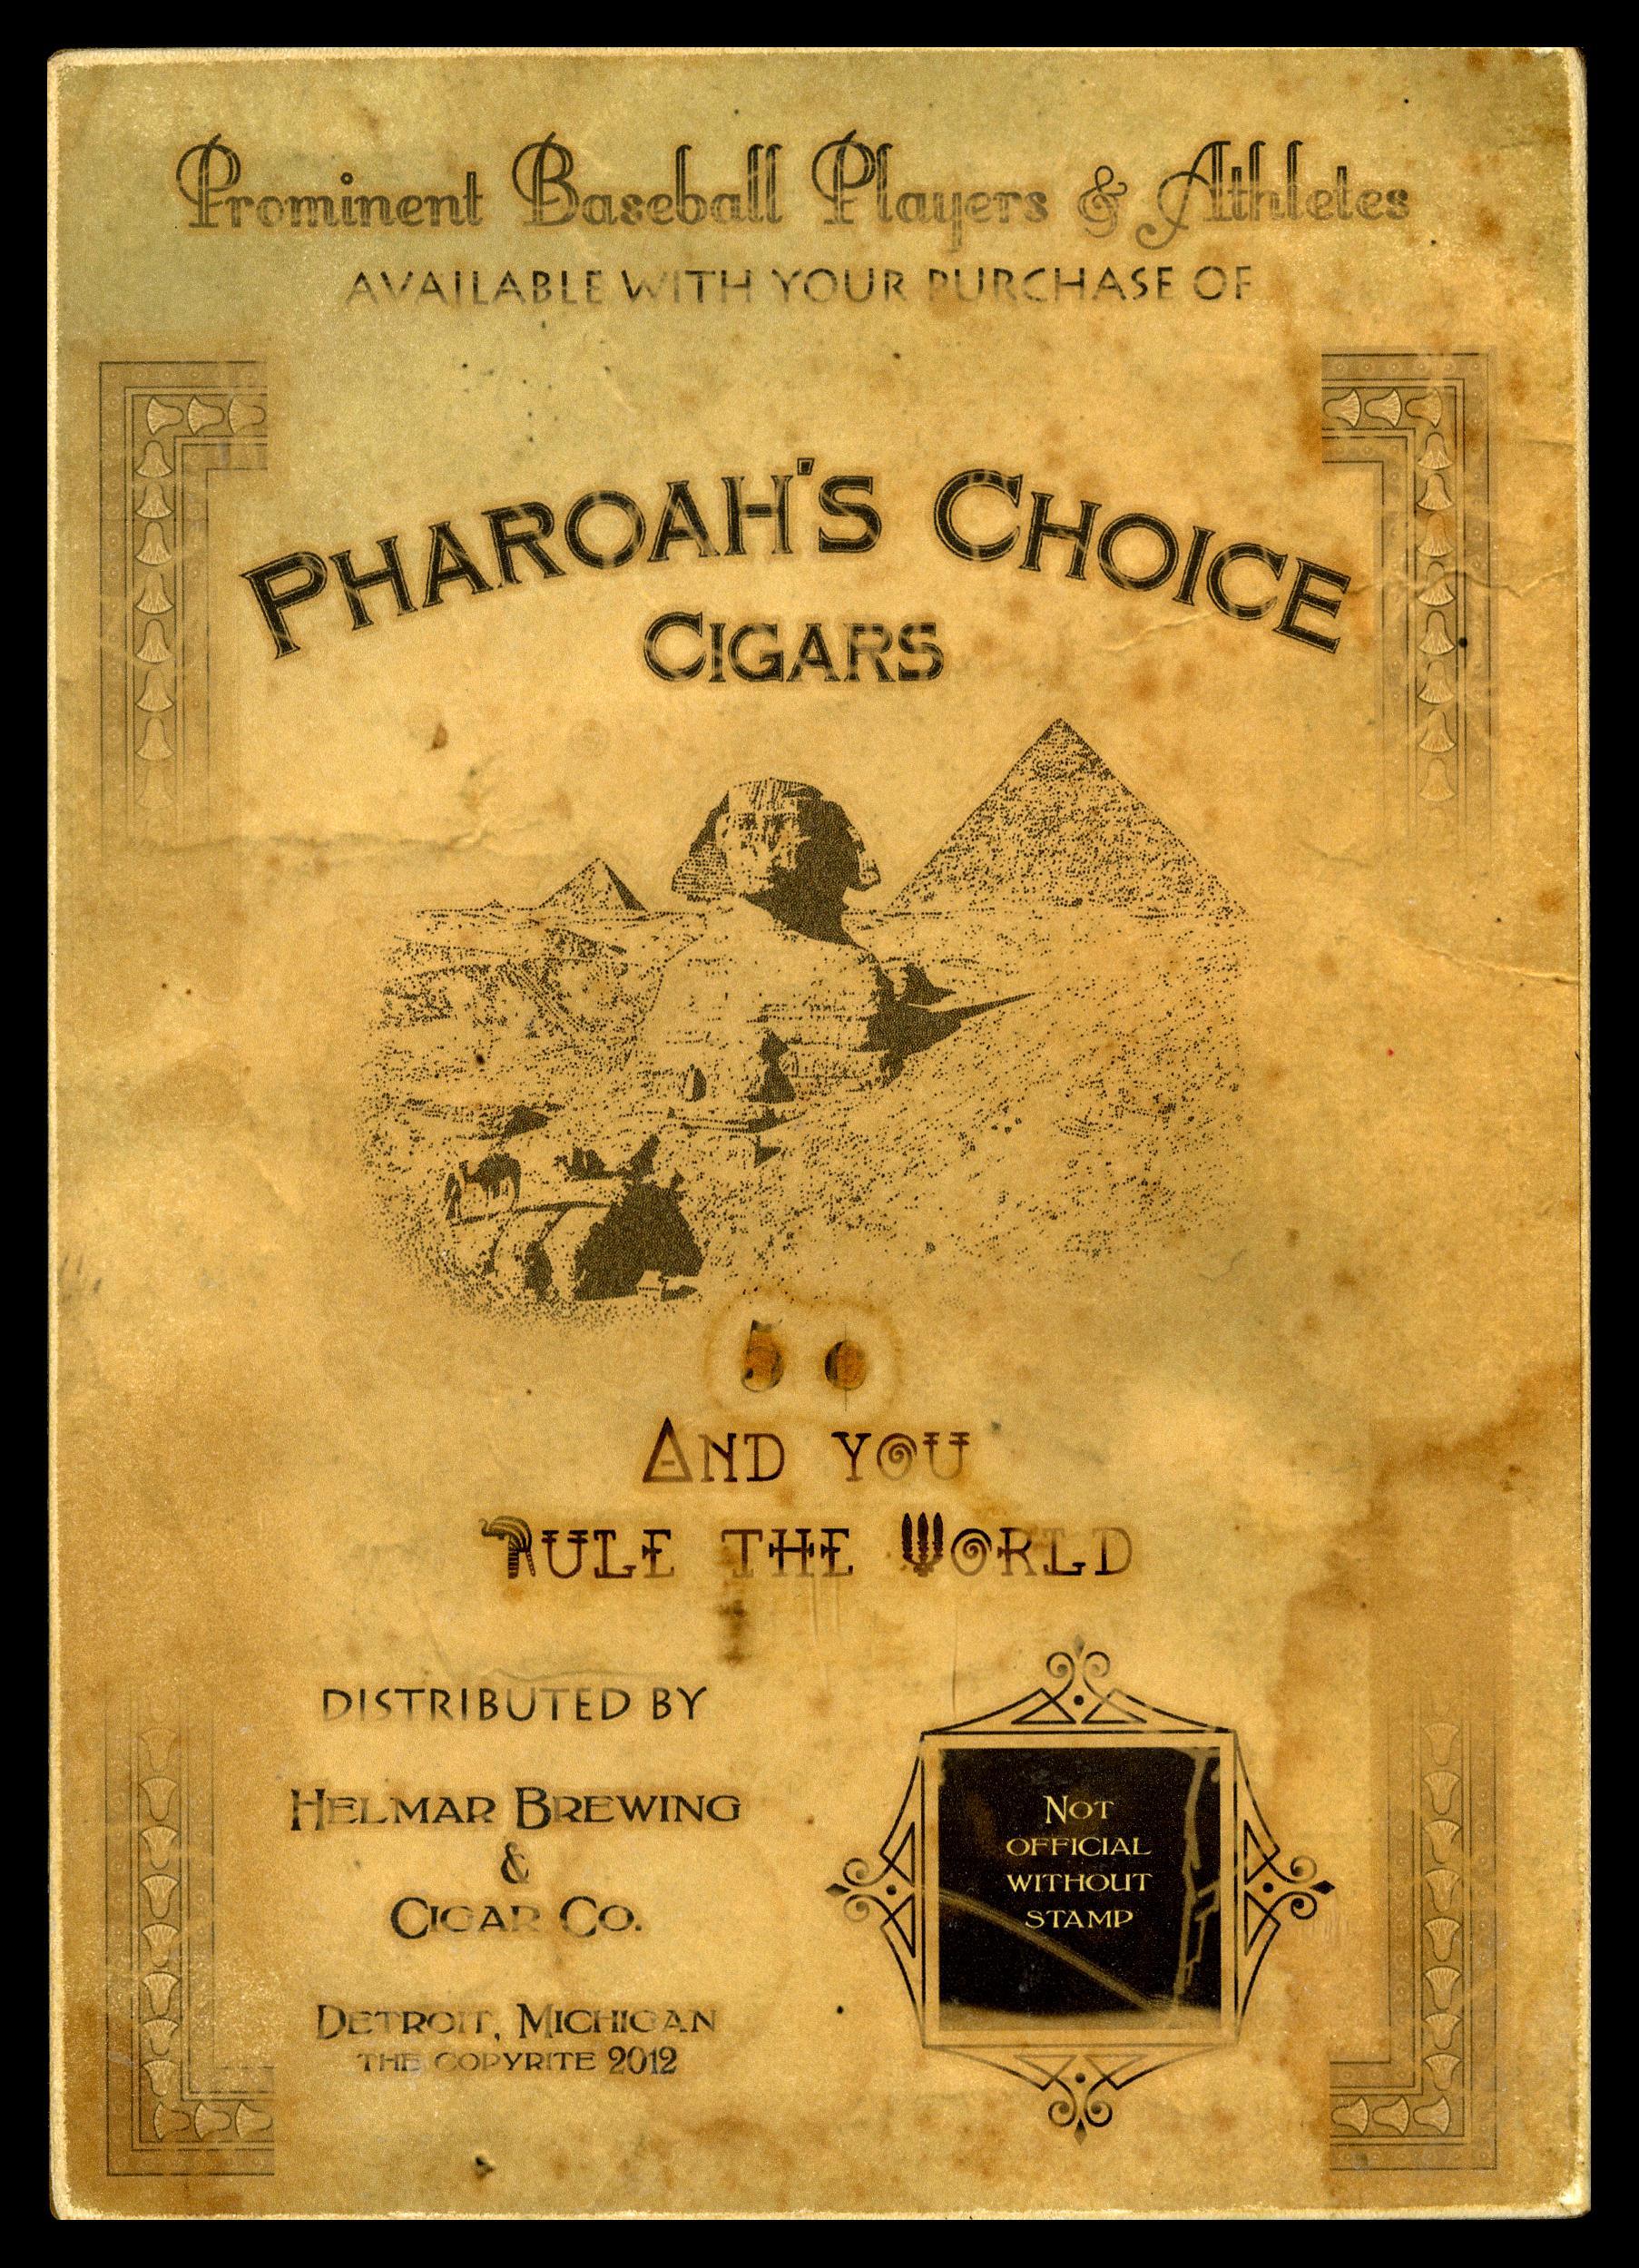 Prominent Baseball Players & Athletes
AVAILABLE WITH YOUR PURCHASE OF
PHAROAH'S CHOICE
CIGARS
5 ¢
AND YOU
RULE THE WORLD
DISTRIBUTED BY
HELMAR BREWING
&
CIGAR CO.
DETROIT, MICHIGAN
THE COPYRITE 2012
NOT
OFFICIAL
WITHOUT
STAMP